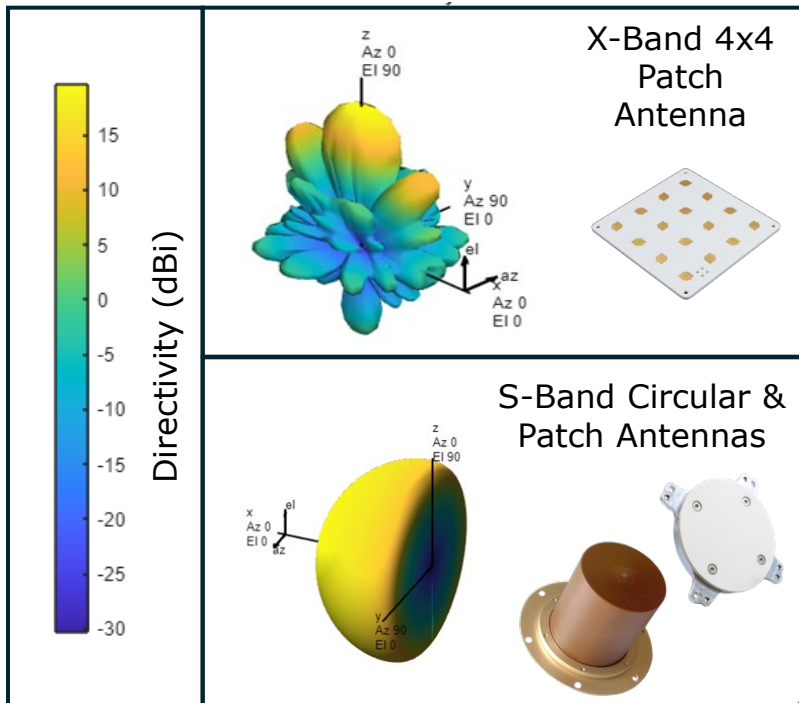 X-Band 4x4
Patch
Antenna
z
Az 0
El 90
y
Az 90
El 0
el
az
x
Az 0
El 0
15
10
5
0
-5
-10
-15
-20
-25
-30
Directivity (dBi)
S-Band Circular &
Patch Antennas
z
Az 0
El 90
x
Az 0
El 0
el
az
y
Az 90
El 0